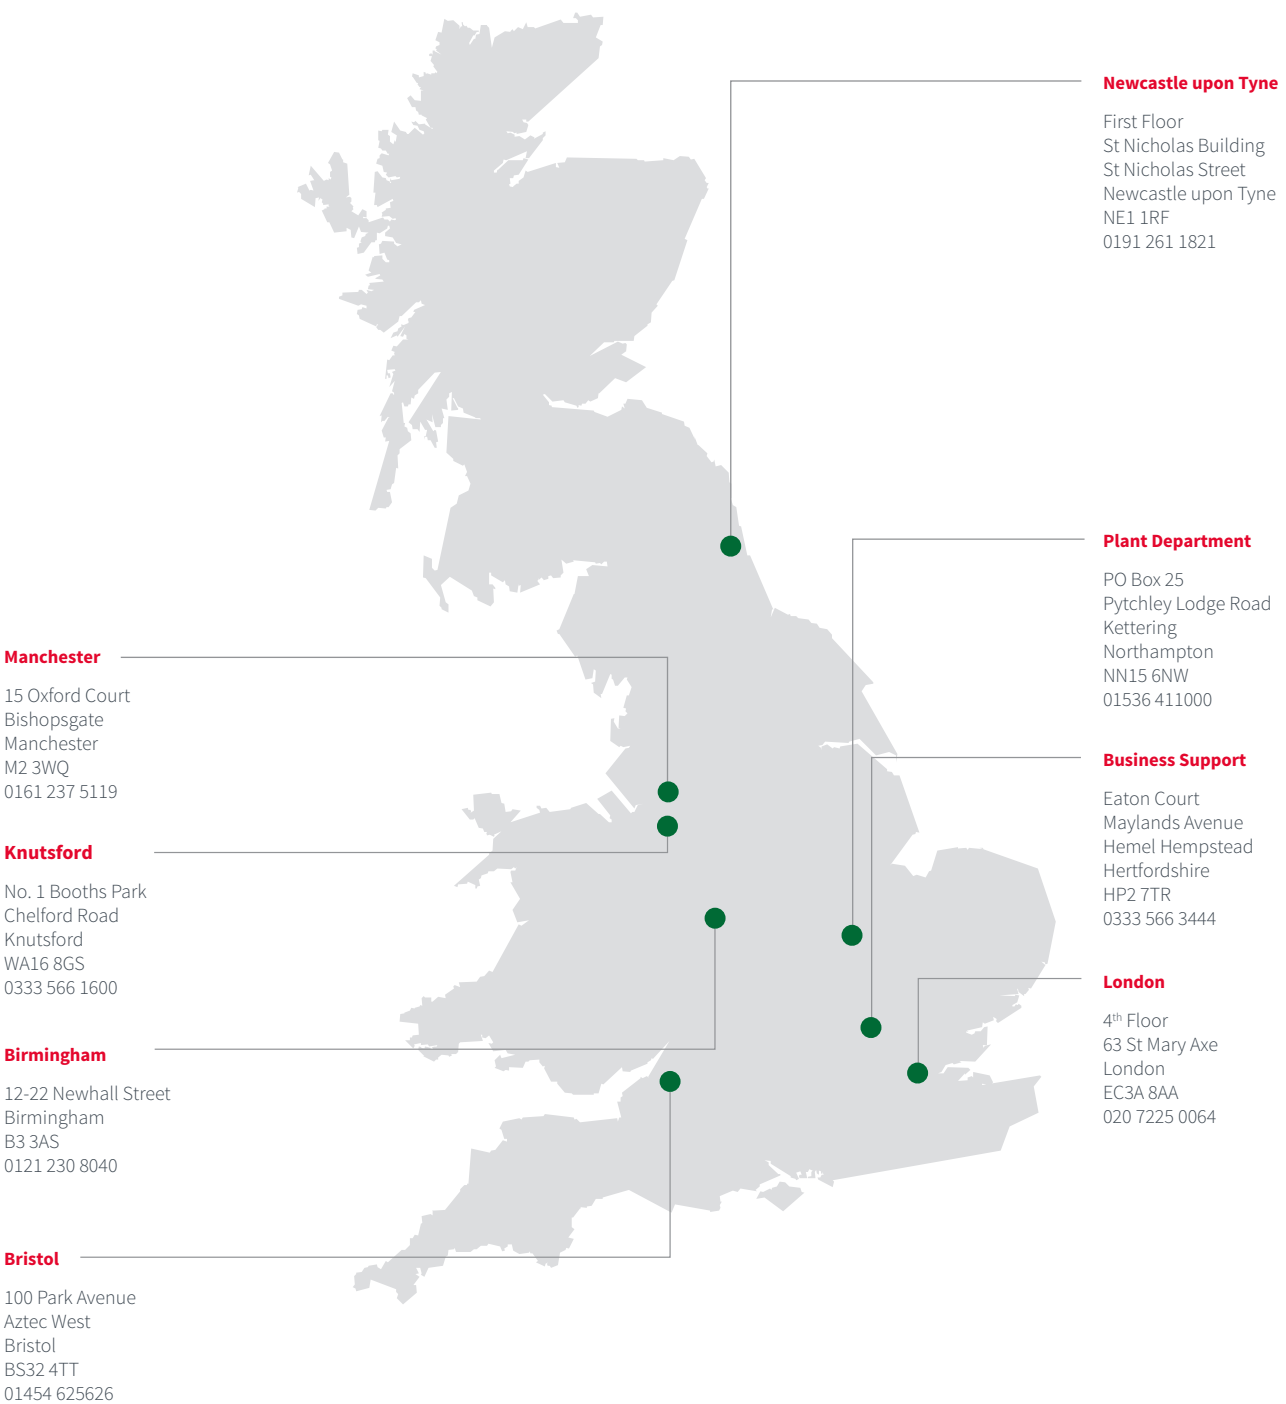 Newcastle upon Tyne
First Floor
St Nicholas Building
St Nicholas Street
Newcastle upon Tyne
NE1 1RF
0191 261 1821
Plant Department
PO Box 25
Pytchley Lodge Road
Kettering
Northampton
NN15 6NW
01536 411000
Business Support
Eaton Court
Maylands Avenue
Hemel Hempstead
Hertfordshire
HP2 7TR
0333 566 3444
London
4th Floor
63 St Mary Axe
London
EC3A 8AA
020 7225 0064
Manchester
15 Oxford Court
Bishopsgate
Manchester
M2 3WQ
0161 237 5119
Knutsford
No. 1 Booths Park
Chelford Road
Knutsford
WA16 8GS
0333 566 1600
Birmingham
12-22 Newhall Street
Birmingham
B3 3AS
0121 230 8040
Bristol
100 Park Avenue
Aztec West
Bristol
BS32 4TT
01454 625626